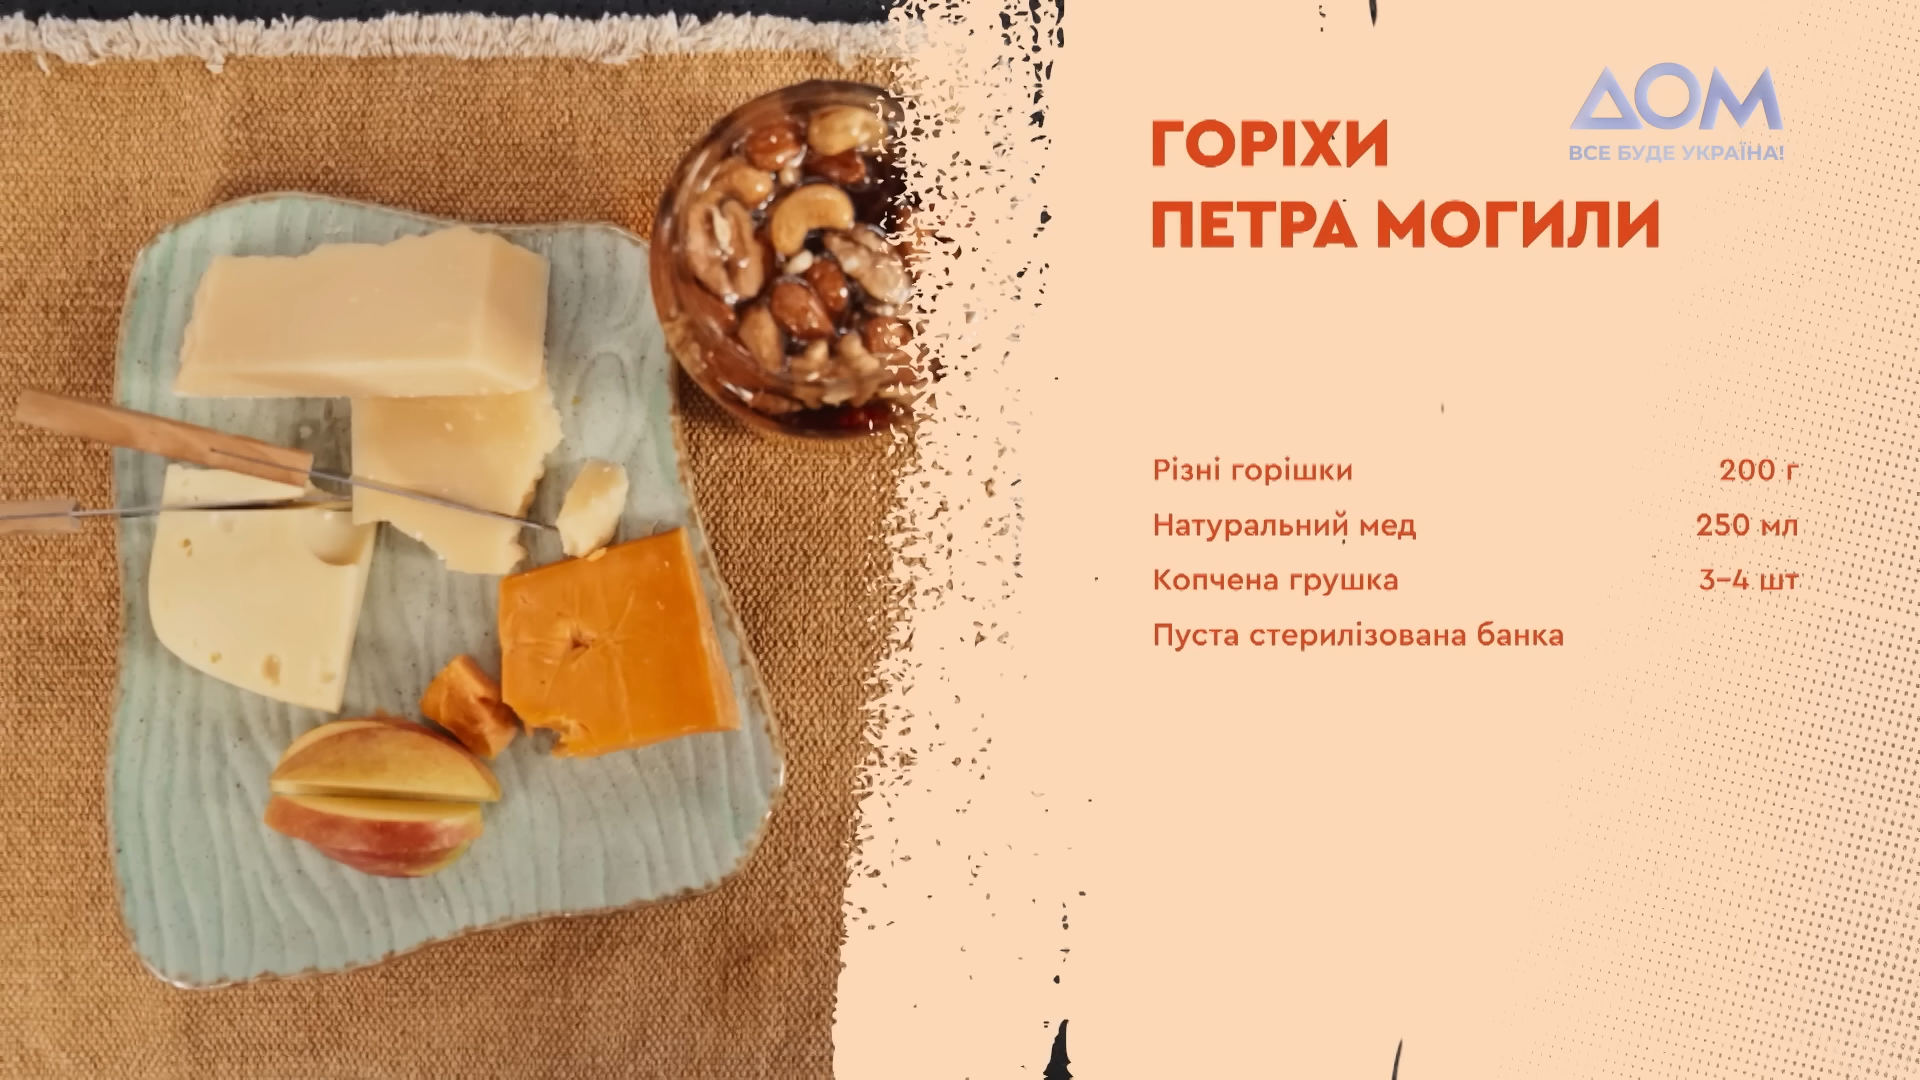 ГОРІХИ
ПЕТРА МОГИЛИ
ДОМ
ВСЕ БУДЕ УКРАЇНА!
Різні горішки 200 г
Натуральний мед 250 мл
Копчена грушка 3–4 шт
Пуста стерилізована банка